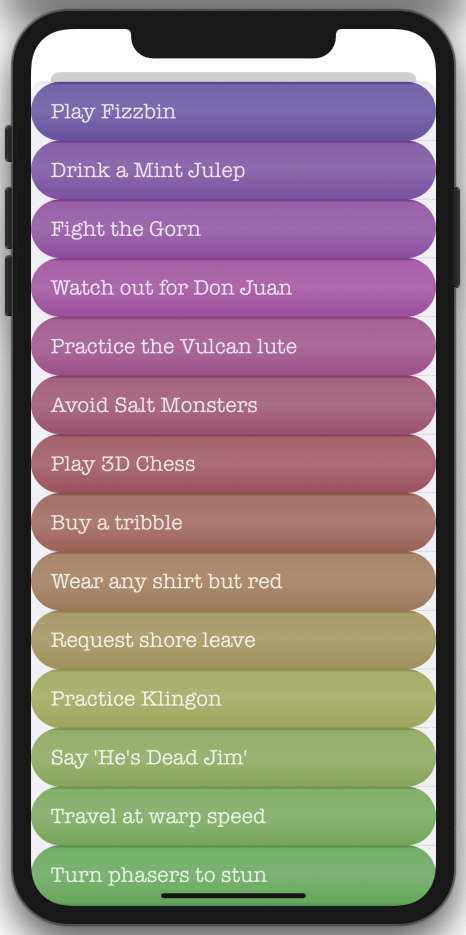 Play Fizzbin
Drink a Mint Julep
Fight the Gorn
Watch out for Don Juan
Practice the Vulcan lute
Avoid Salt Monsters
Play 3D Chess
Buy a tribble
Wear any shirt but red
Request shore leave
Practice Klingon
Say 'He's Dead Jim'
Travel at warp speed
Turn phasers to stun